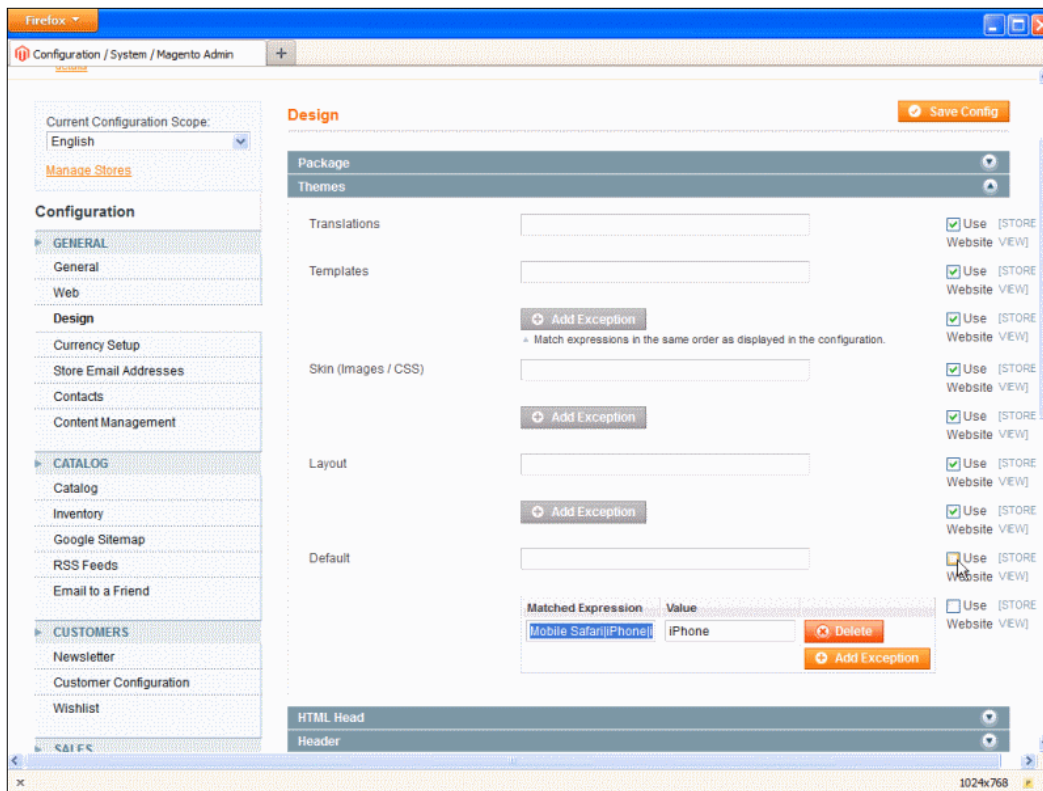 Firefox
Configuration / System / Magento Admin
Current Configuration Scope:
English
Manage Stores
Configuration
GENERAL
General
Web
Design
Currency Setup
Store Email Addresses
Contacts
Content Management
CATALOG
Catalog
Inventory
Google Sitemap
RSS Feeds
Email to a Friend
CUSTOMERS
Newsletter
Customer Configuration
Wishlist
SALES
Design
Save Config
Package
Themes
Translations
Use [STORE
Website VIEW]
Templates
Use [STORE
Website VIEW]
Add Exception
Use [STORE
Match expressions in the same order as displayed in the configuration.
Website VIEW]
Skin (Images / CSS)
Use [STORE
Website VIEW]
Add Exception
Use [STORE
Website VIEW]
Layout
Use [STORE
Website VIEW]
Add Exception
Use [STORE
Website VIEW]
Default
Use [STORE
Website VIEW]
Matched Expression Value
Use [STORE
Website VIEW]
Mobile Safari|iPhone|i iPhone Delete
Add Exception
HTML Head
Header
1024x768